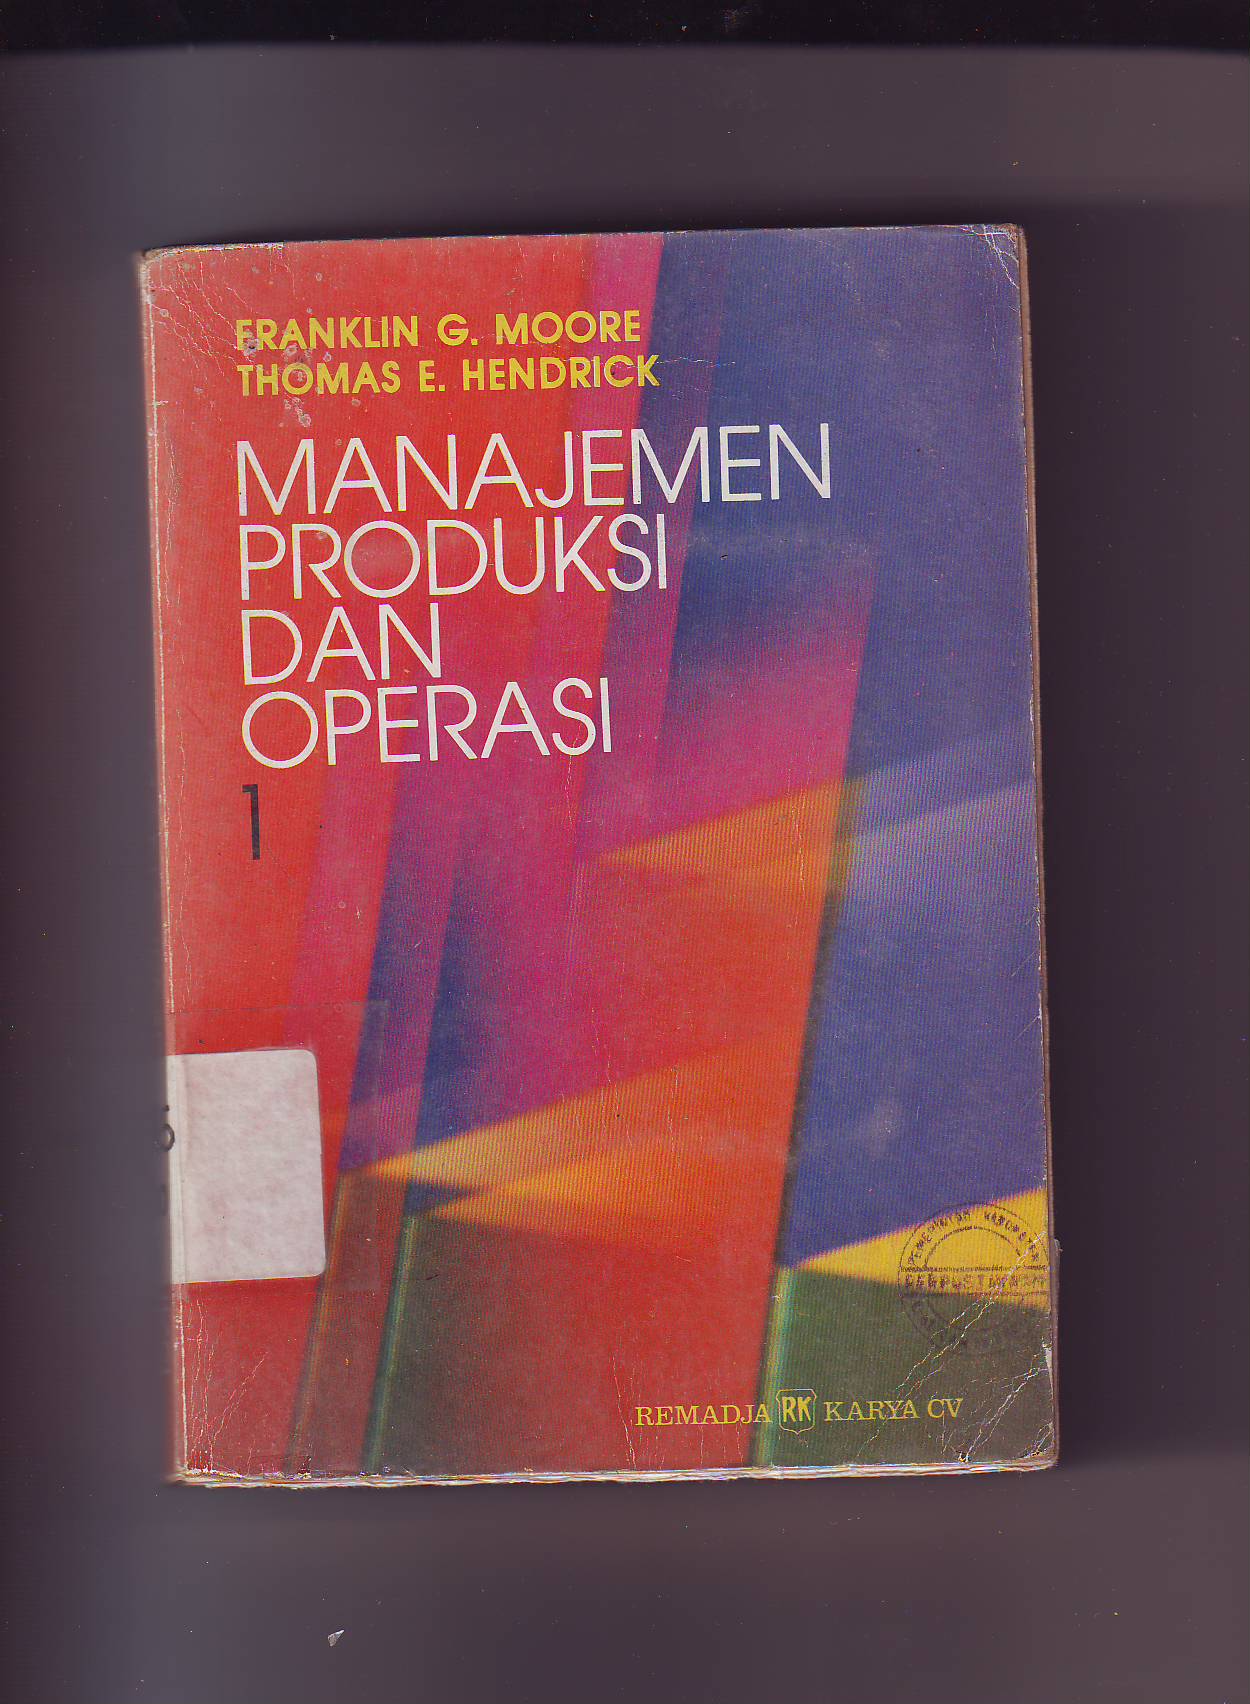 FRANKLIN G. MOORE
THOMAS E. HENDRICK
MANAJEMEN
PRODUKSI
DAN
OPERASI
1
REMADJA RK KARYA CV